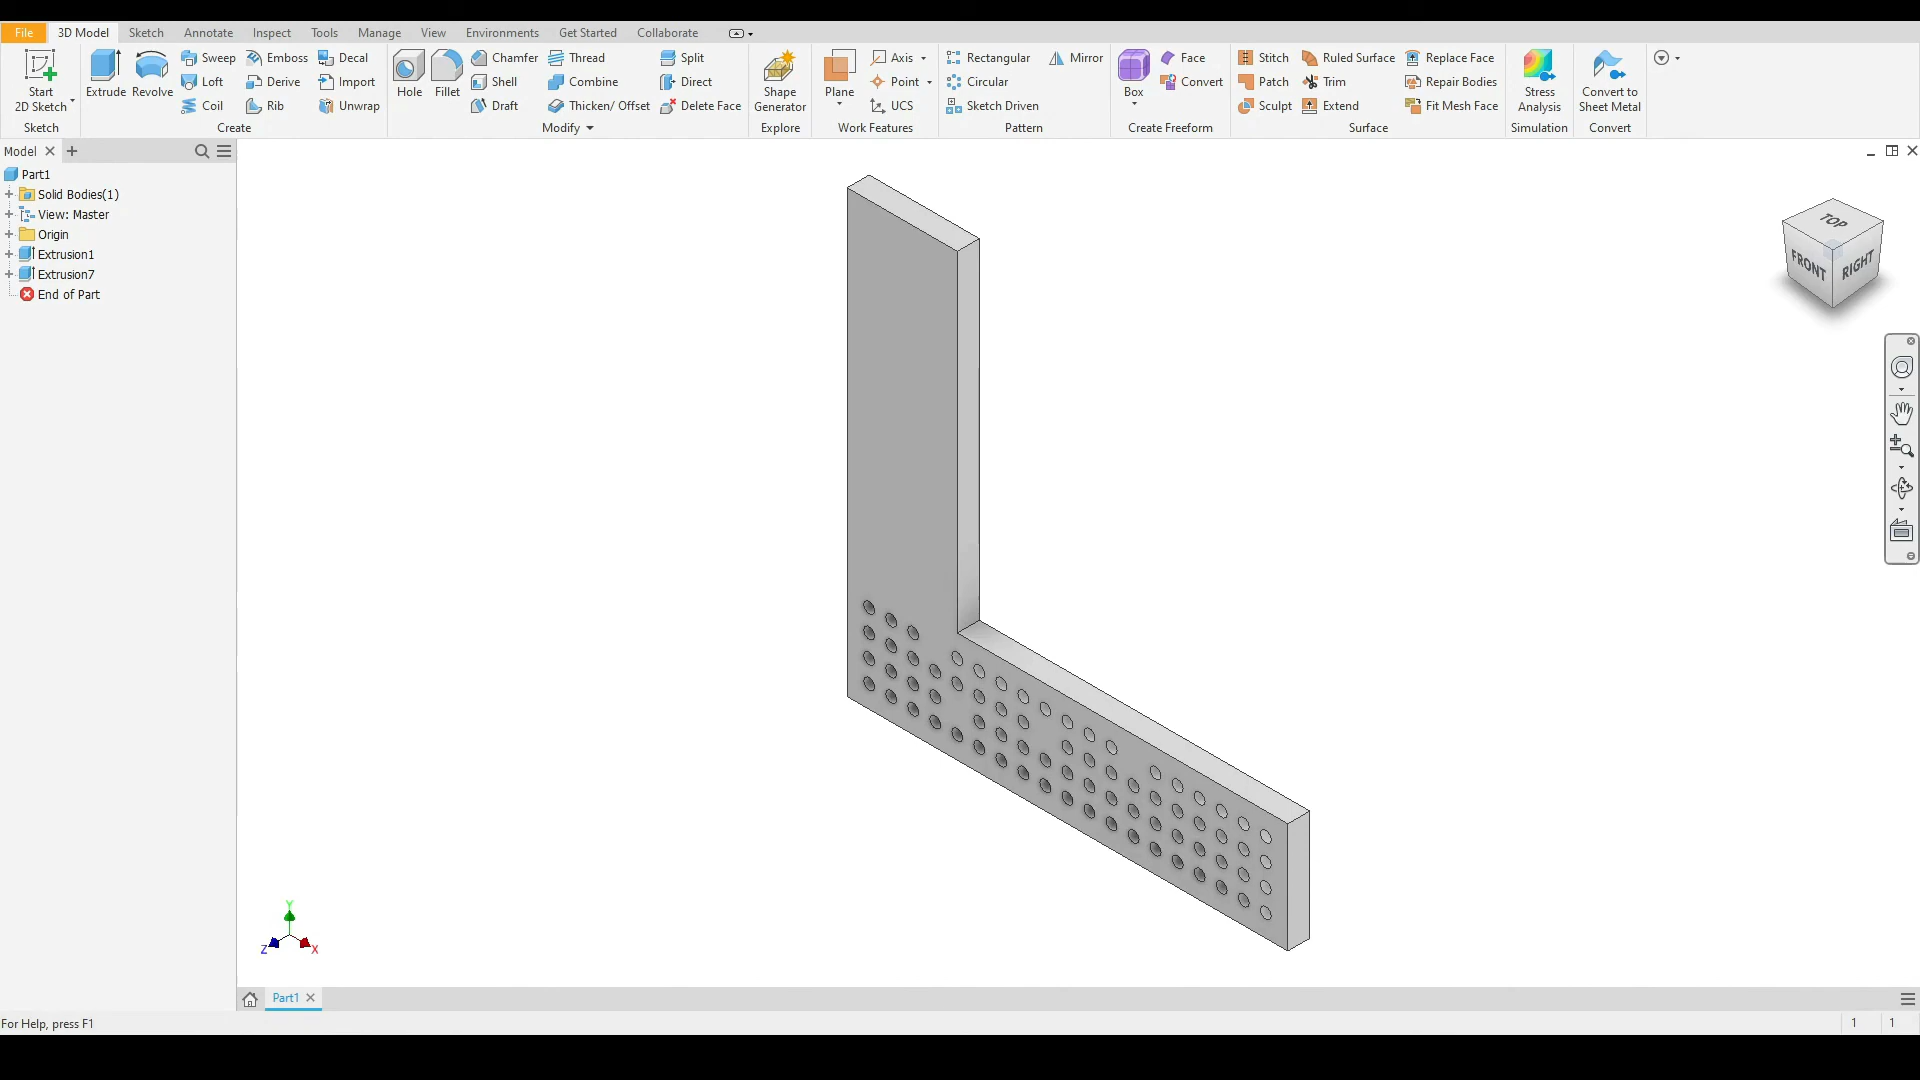 File 3D Model Sketch Annotate Inspect Tools Manage View Environments Get Started Collaborate
Start 2D Sketch
Sketch
Extrude Revolve
Sweep Emboss Decal
Loft Derive Import
Coil Rib Unwrap
Create
Hole Fillet
Chamfer Thread Split
Shell Combine Direct
Draft Thicken/ Offset Delete Face
Modify
Shape Generator
Explore
Plane
Axis
Point
UCS
Work Features
Rectangular Mirror
Circular
Sketch Driven
Pattern
Box
Face
Convert
Create Freeform
Stitch Ruled Surface Replace Face
Patch Trim Repair Bodies
Sculpt Extend Fit Mesh Face
Surface
Stress Analysis
Simulation
Convert to Sheet Metal
Convert
Model
Part1
Solid Bodies(1)
View: Master
Origin
Extrusion1
Extrusion7
End of Part
TOP
FRONT RIGHT
Y
Z X
Part1
For Help, press F1
1 1